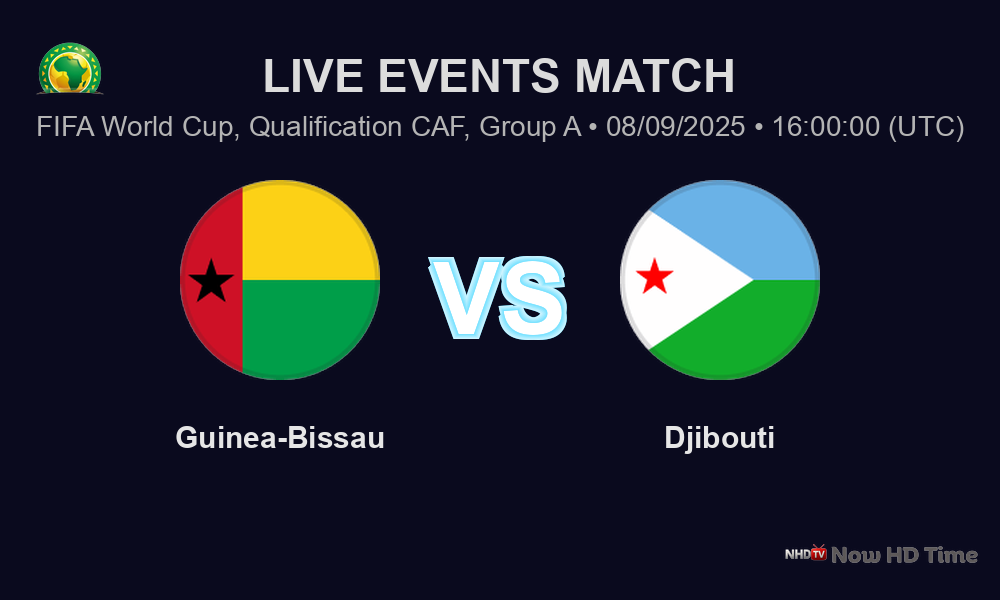 LIVE EVENTS MATCH
FIFA World Cup, Qualification CAF, Group A • 08/09/2025 • 16:00:00 (UTC)
VS
Guinea-Bissau
Djibouti
NHDTV Now HD Time